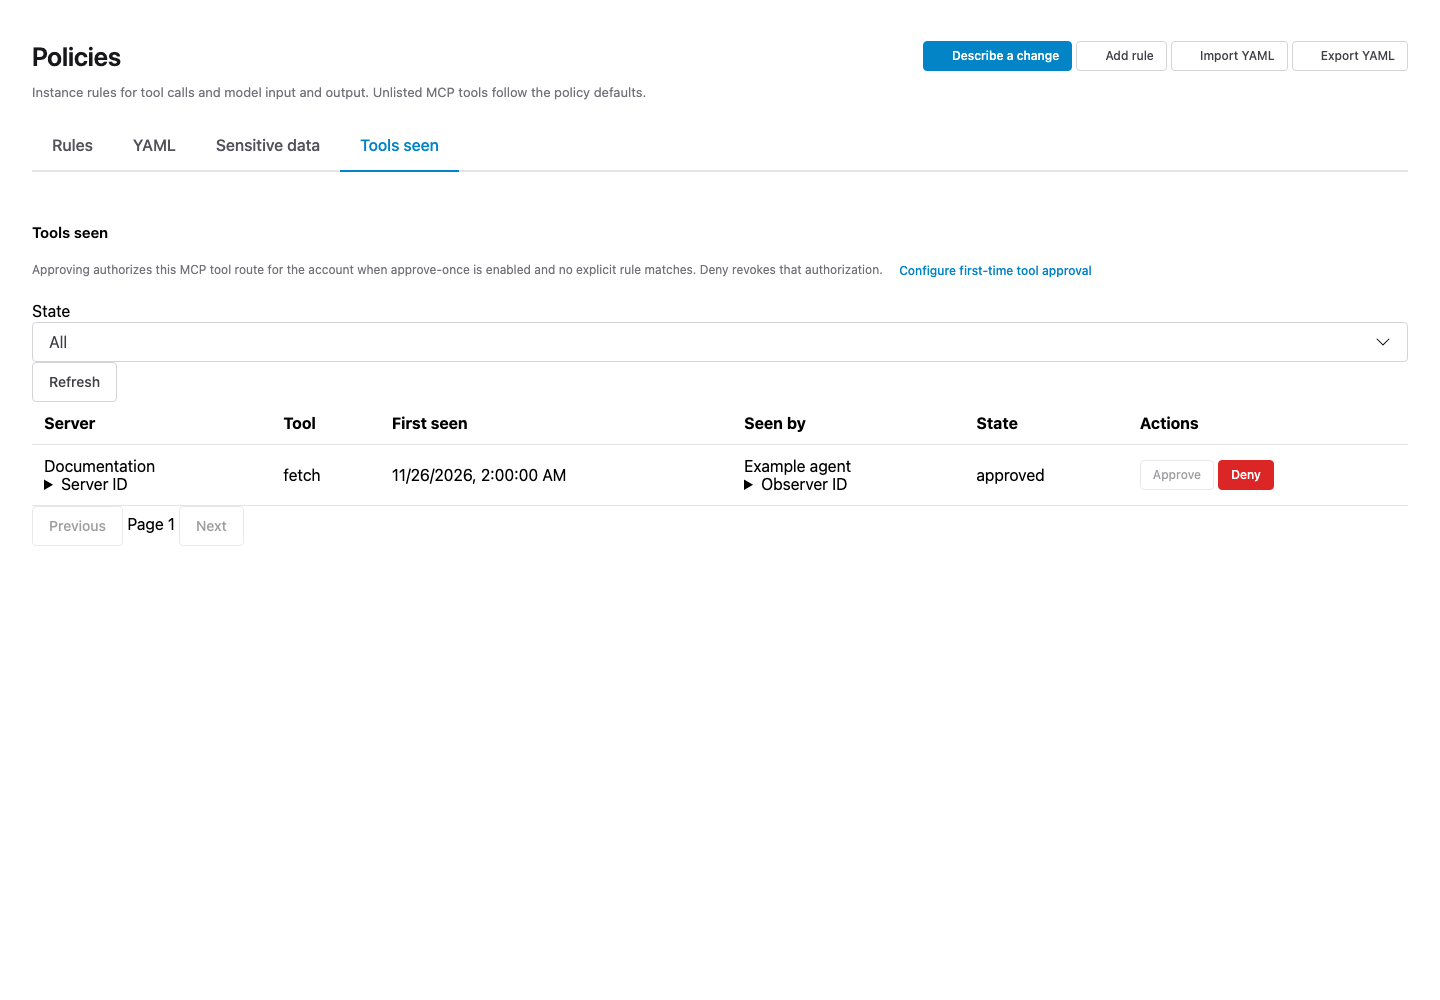 Policies
Describe a change
Add rule
Import YAML
Export YAML
Instance rules for tool calls and model input and output. Unlisted MCP tools follow the policy defaults.
Rules
YAML
Sensitive data
Tools seen
Tools seen
Approving authorizes this MCP tool route for the account when approve-once is enabled and no explicit rule matches. Deny revokes that authorization.
Configure first-time tool approval
State
All
Refresh
Server Tool First seen Seen by State Actions
Documentation
Server ID
fetch
11/26/2026, 2:00:00 AM
Example agent
Observer ID
approved
Approve
Deny
Previous Page 1 Next